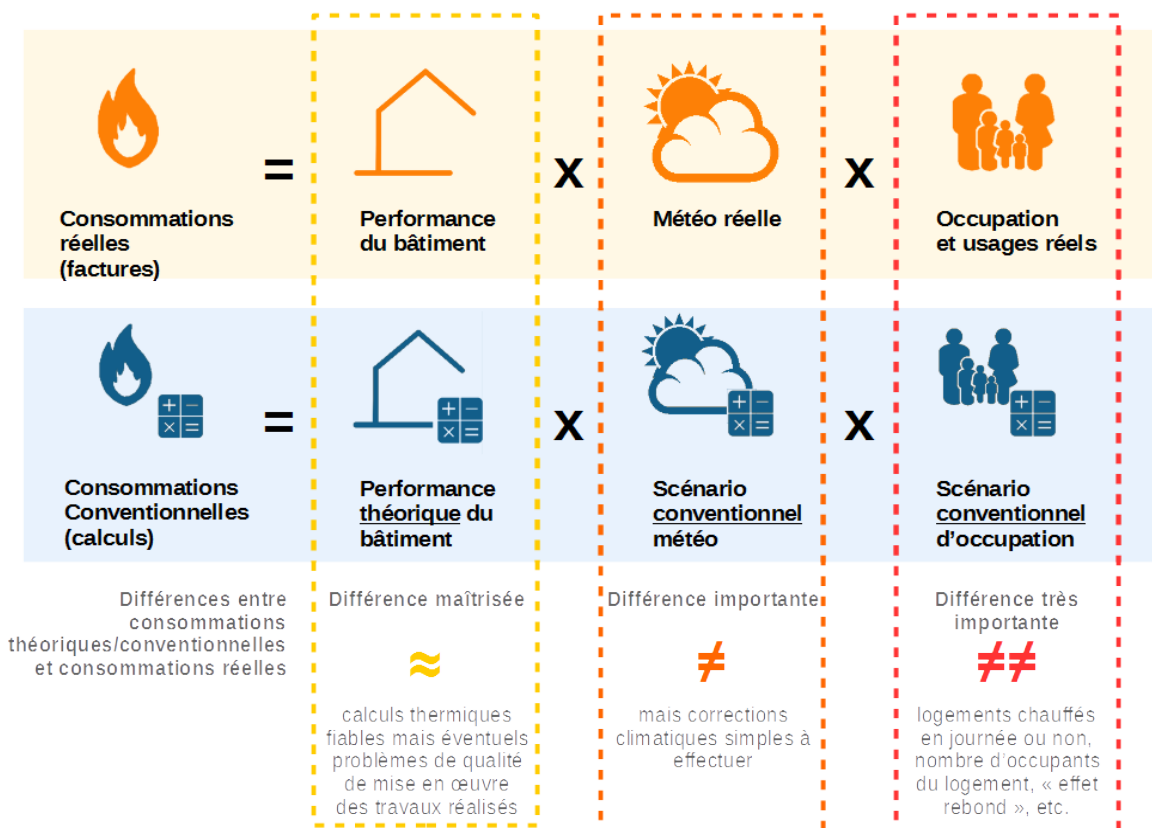 =
x
x
Consommations
réelles
(factures)
Performance
du bâtiment
Météo réelle
Occupation
et usages réels
=
x
x
Consommations
Conventionnelles
(calculs)
Performance
théorique du
bâtiment
Scénario
conventionnel
météo
Scénario
conventionnel
d’occupation
Différences entre
consommations
théoriques/conventionnelles
et consommations réelles
Différence maîtrisée
≈
calculs thermiques
fiables mais éventuels
problèmes de qualité
de mise en œuvre
des travaux réalisés
Différence importante
≠
mais corrections
climatiques simples à
effectuer
Différence très
importante
≠≠
logements chauffés
en journée ou non,
nombre d’occupants
du logement, « effet
rebond », etc.